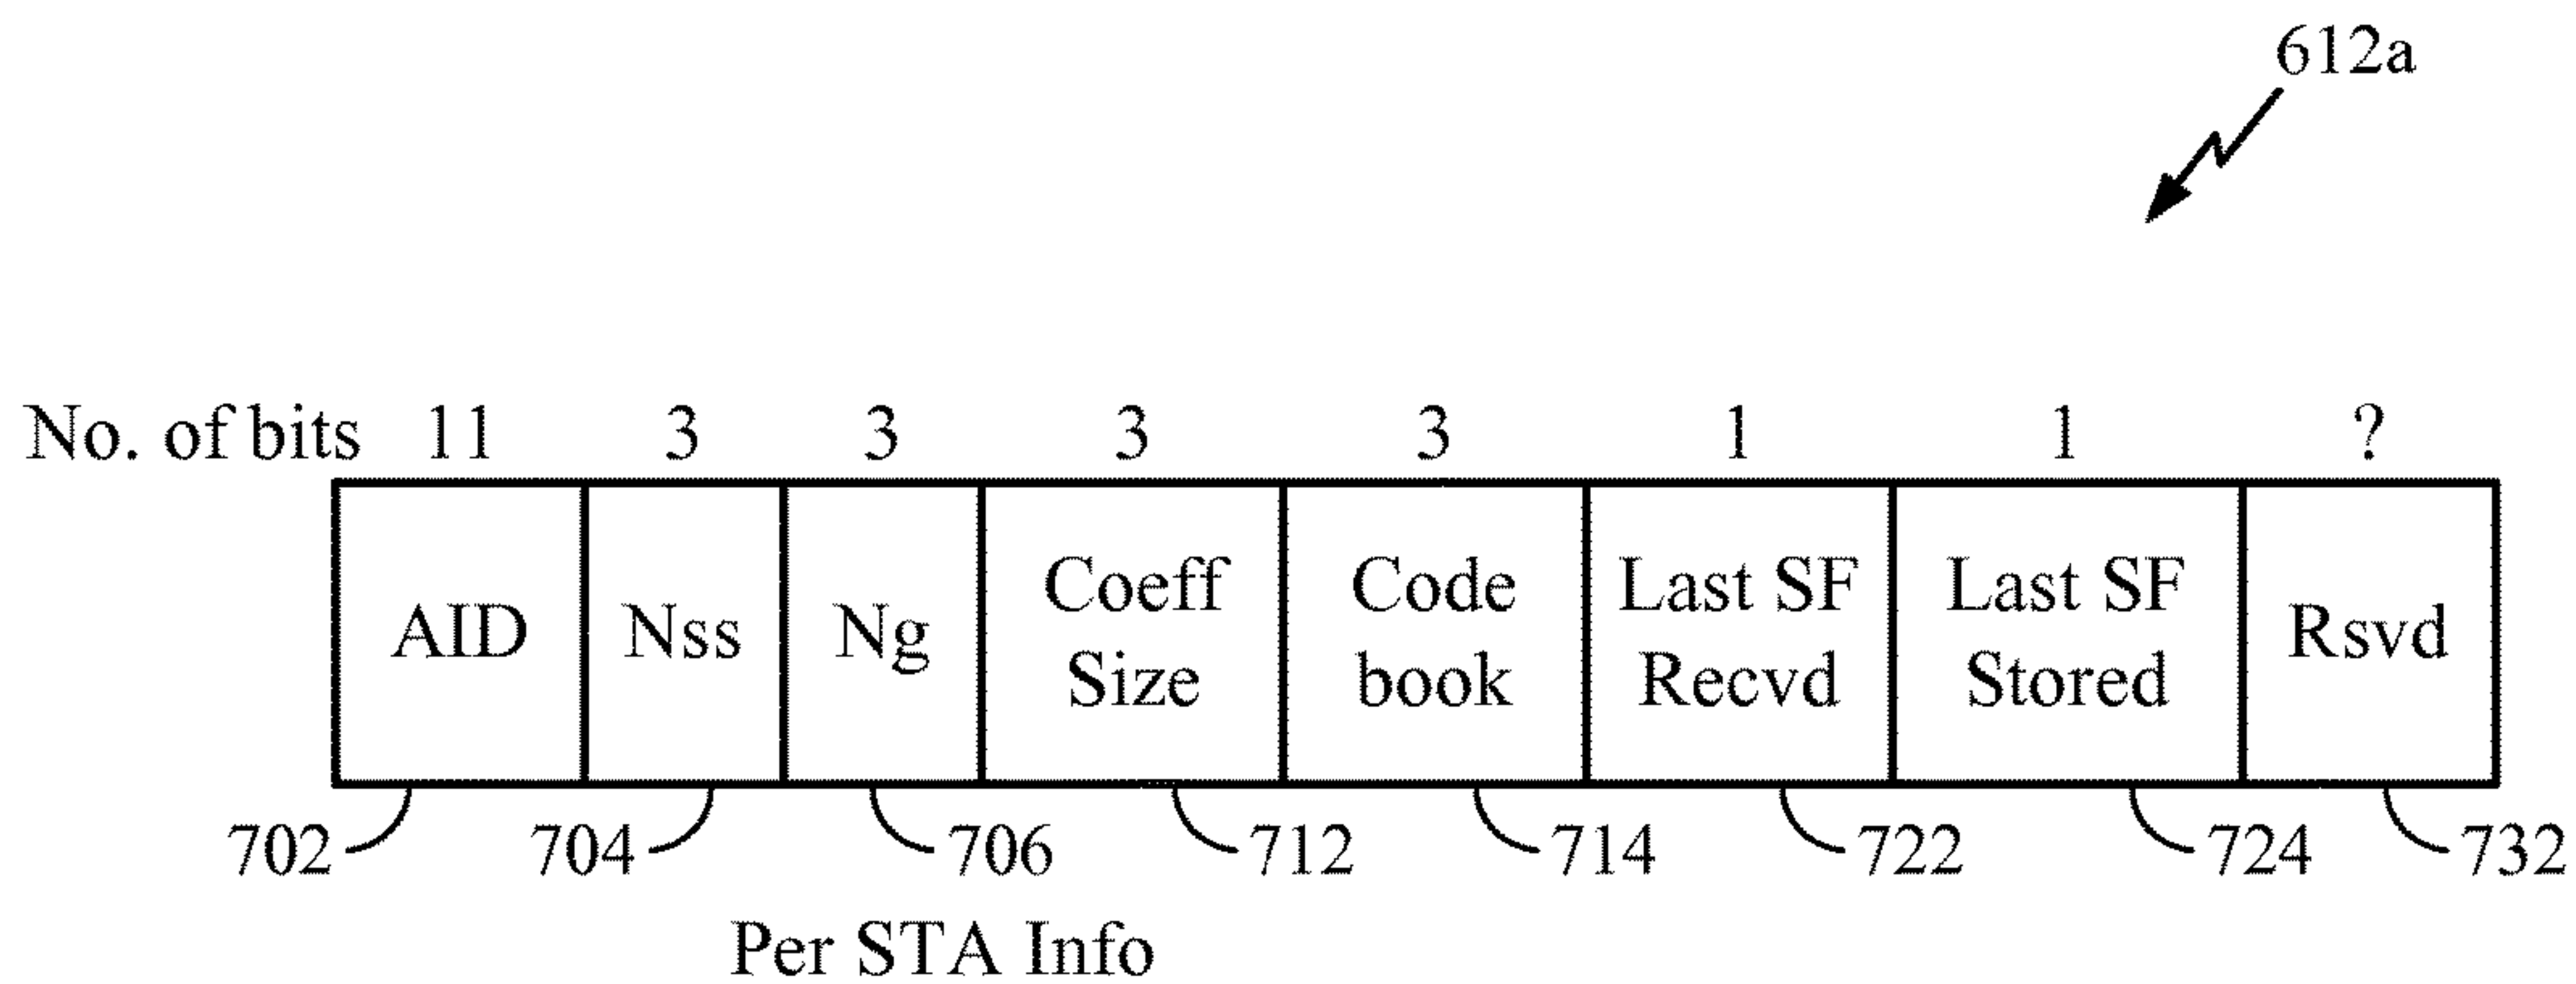 612a
No. of bits 11 3 3 3 3 1 1 ?
AID Nss Ng Coeff Size Code book Last SF Recvd Last SF Stored Rsvd
702 704 706 712 714 722 724 732
Per STA Info